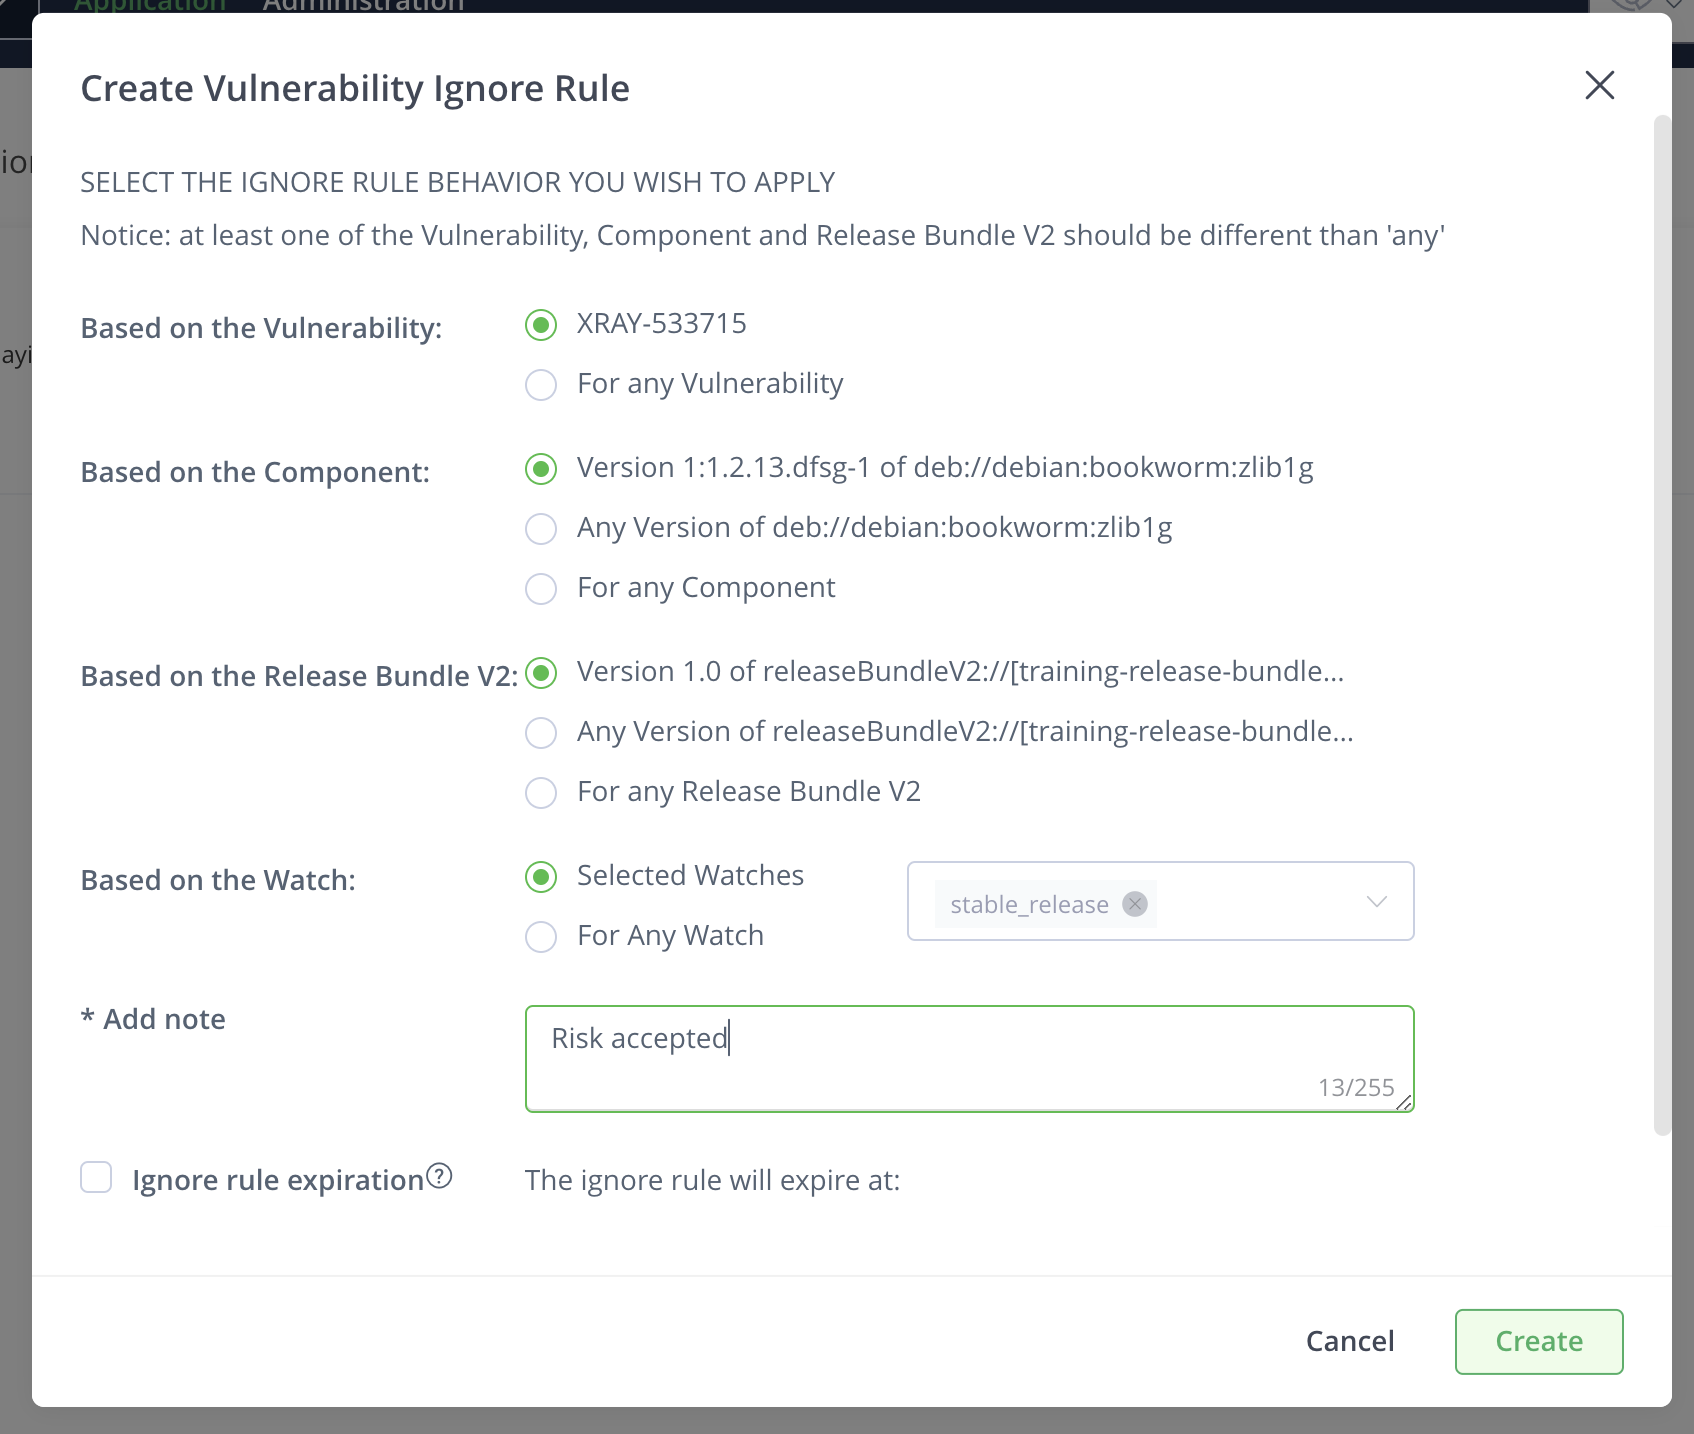 Application Administration
Create Vulnerability Ignore Rule
SELECT THE IGNORE RULE BEHAVIOR YOU WISH TO APPLY
Notice: at least one of the Vulnerability, Component and Release Bundle V2 should be different than 'any'
Based on the Vulnerability:
XRAY-533715
For any Vulnerability
Based on the Component:
Version 1:1.2.13.dfsg-1 of deb://debian:bookworm:zlib1g
Any Version of deb://debian:bookworm:zlib1g
For any Component
Based on the Release Bundle V2:
Version 1.0 of releaseBundleV2://[training-release-bundle...
Any Version of releaseBundleV2://[training-release-bundle...
For any Release Bundle V2
Based on the Watch:
Selected Watches
stable_release
For Any Watch
* Add note
Risk accepted
13/255
Ignore rule expiration
The ignore rule will expire at:
Cancel
Create